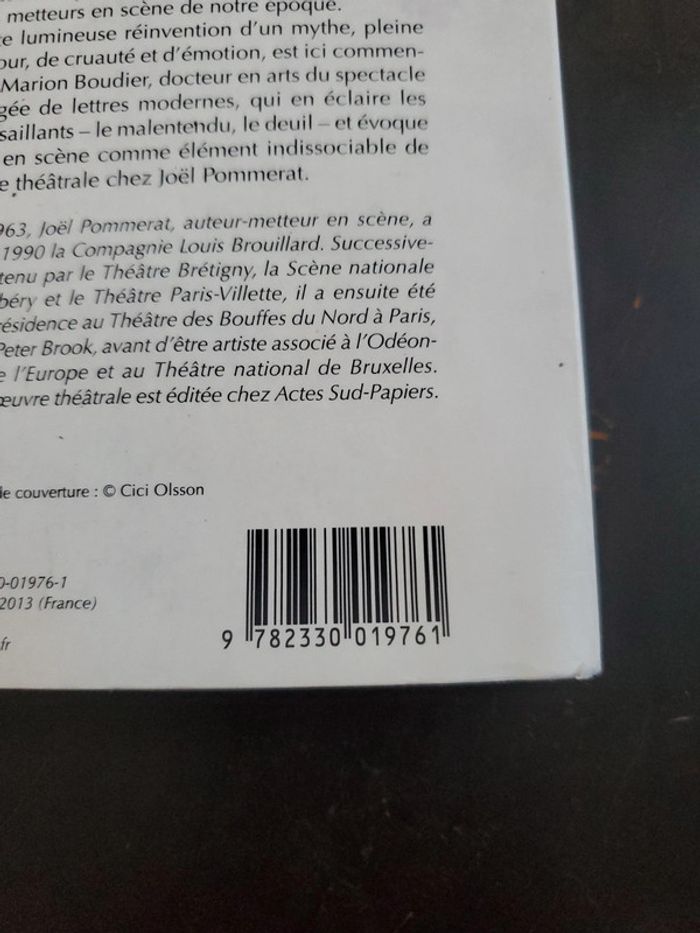 metteurs en scène de notre époque.
e lumineuse réinvention d'un mythe, pleine
our, de cruauté et d'émotion, est ici commen-
Marion Boudier, docteur en arts du spectacle
gée de lettres modernes, qui en éclaire les
saillants – le malentendu, le deuil – et évoque
en scène comme élément indissociable de
e théâtrale chez Joël Pommerat.
963, Joël Pommerat, auteur-metteur en scène, a
1990 la Compagnie Louis Brouillard. Successive-
tenu par le Théâtre Brétigny, la Scène nationale
béry et le Théâtre Paris-Villette, il a ensuite été
résidence au Théâtre des Bouffes du Nord à Paris,
Peter Brook, avant d'être artiste associé à l'Odéon-
e l'Europe et au Théâtre national de Bruxelles.
œuvre théâtrale est éditée chez Actes Sud-Papiers.
de couverture : © Cici Olsson
0-01976-1
2013 (France)
fr
9 782330 019761